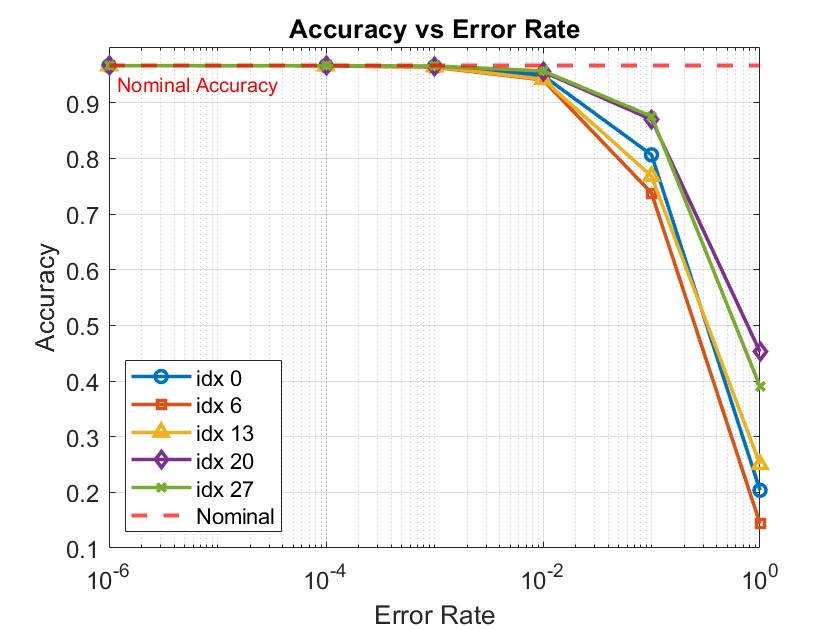 Accuracy vs Error Rate
Nominal Accuracy
0.9
0.8
0.7
0.6
0.5
0.4
0.3
0.2
0.1
Accuracy
idx 0
idx 6
idx 13
idx 20
idx 27
Nominal
10^-6 10^-4 10^-2 10^0
Error Rate